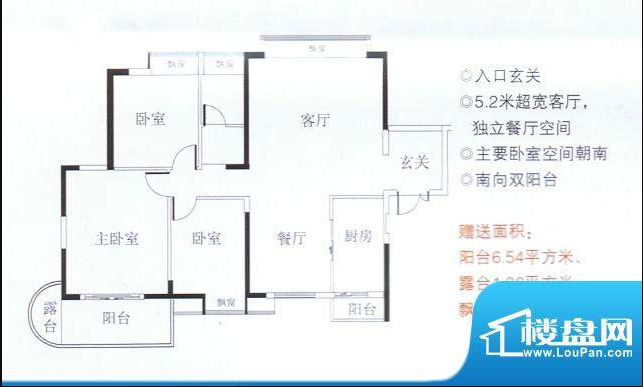 飘窗
飘窗
飘窗
卧室
客厅
玄关
主卧室
卧室
餐厅
厨房
飘窗
露台
阳台
阳台
◎入口玄关
◎5.2米超宽客厅，
独立餐厅空间
◎主要卧室空间朝南
◎南向双阳台
赠送面积：
阳台6.54平方米、
露台
飘
楼盘网
www.LouPan.com